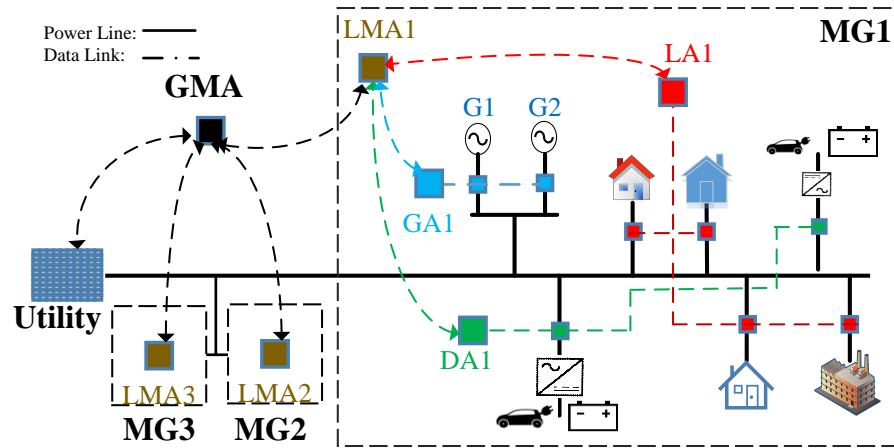 Power Line:
Data Link:
GMA
LMA1
MG1
LA1
G1
G2
GA1
Utility
DA1
LMA3
LMA2
MG3
MG2